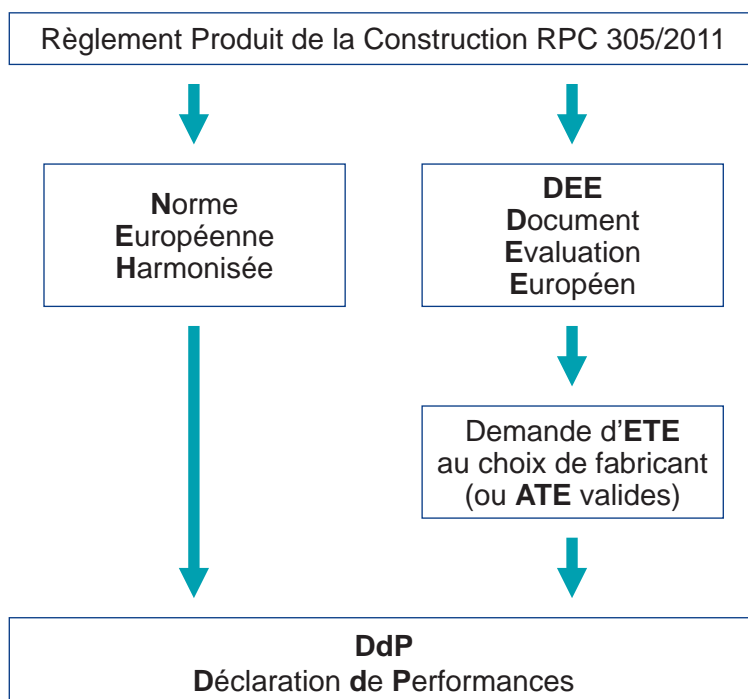 Règlement Produit de la Construction RPC 305/2011
Norme
Européenne
Harmonisée
DEE
Document
Evaluation
Européen
Demande d'ETE
au choix de fabricant
(ou ATE valides)
DdP
Déclaration de Performances